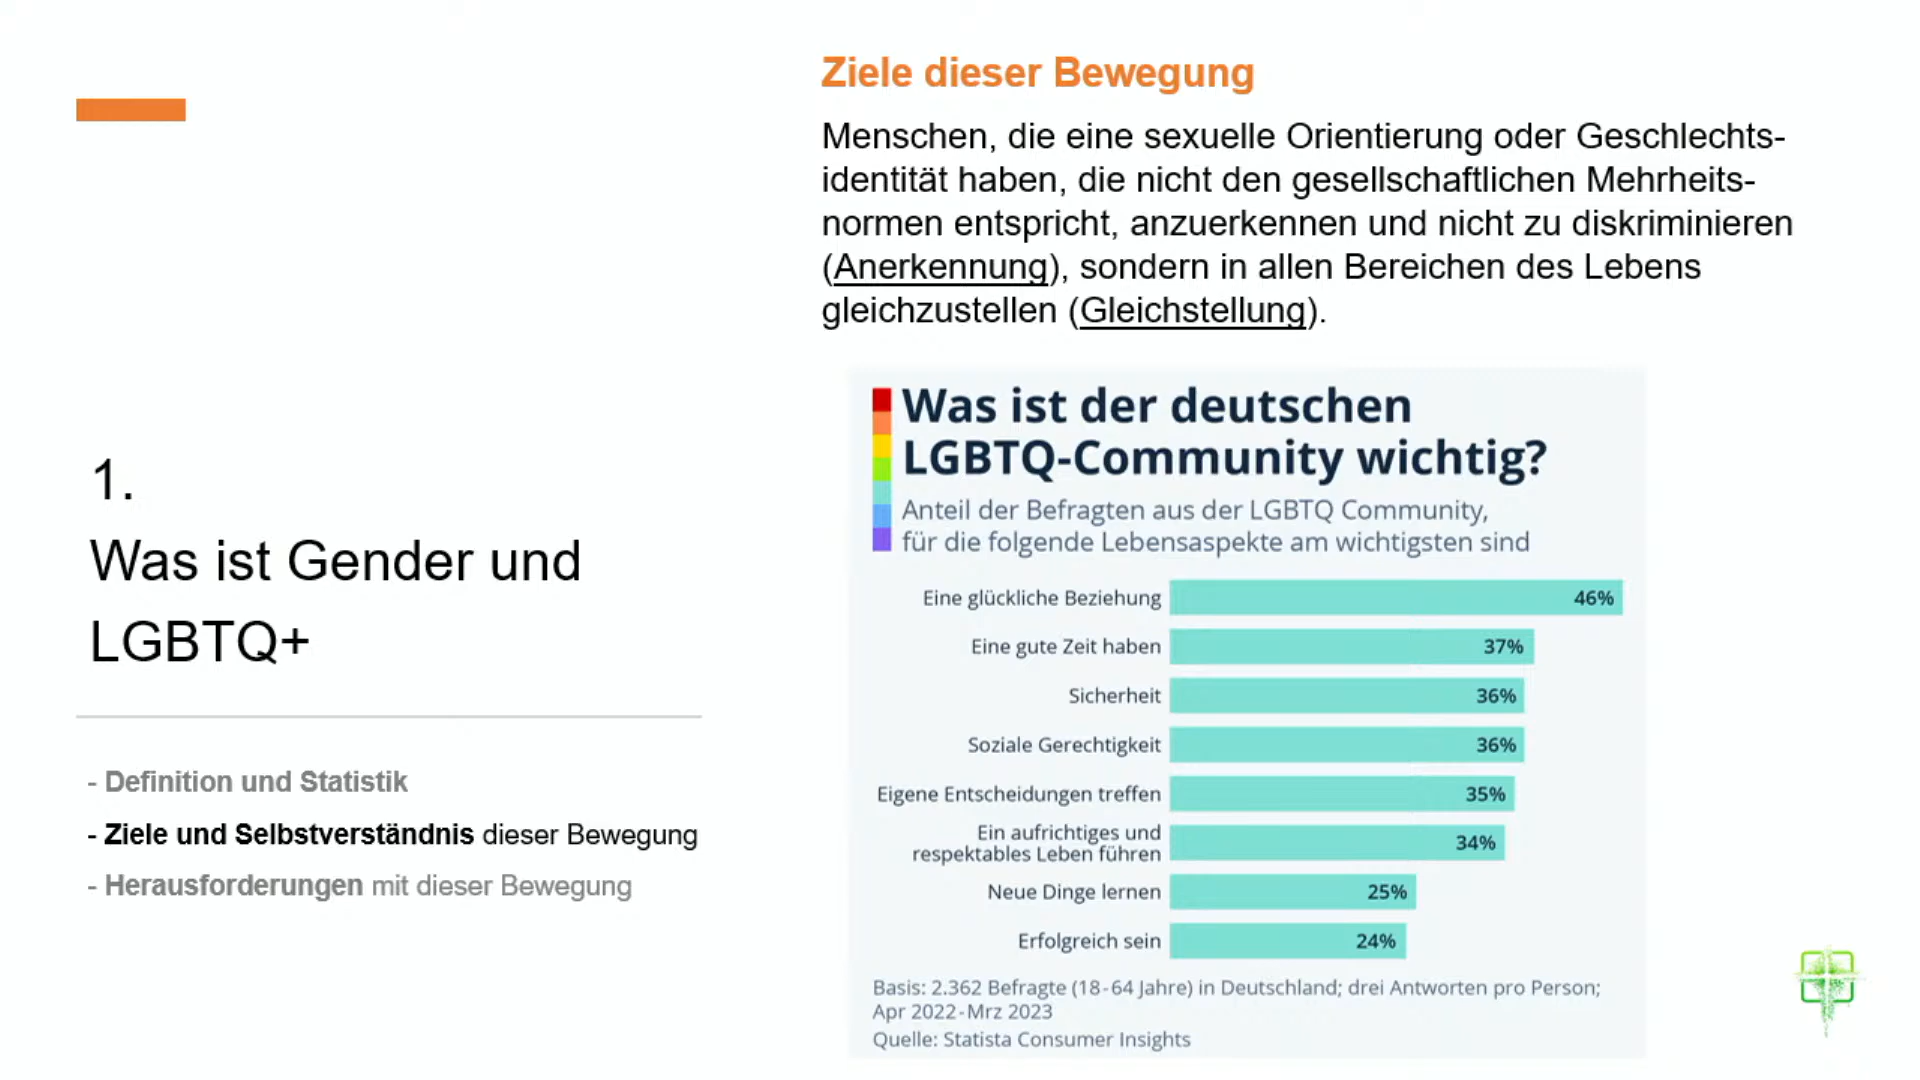 1.
Was ist Gender und
LGBTQ+
- Definition und Statistik
- Ziele und Selbstverständnis dieser Bewegung
- Herausforderungen mit dieser Bewegung
Ziele dieser Bewegung
Menschen, die eine sexuelle Orientierung oder Geschlechts-
identität haben, die nicht den gesellschaftlichen Mehrheits-
normen entspricht, anzuerkennen und nicht zu diskriminieren
(Anerkennung), sondern in allen Bereichen des Lebens
gleichzustellen (Gleichstellung).
Was ist der deutschen
LGBTQ-Community wichtig?
Anteil der Befragten aus der LGBTQ Community,
für die folgende Lebensaspekte am wichtigsten sind
Eine glückliche Beziehung 46%
Eine gute Zeit haben 37%
Sicherheit 36%
Soziale Gerechtigkeit 36%
Eigene Entscheidungen treffen 35%
Ein aufrichtiges und
respektables Leben führen 34%
Neue Dinge lernen 25%
Erfolgreich sein 24%
Basis: 2.362 Befragte (18-64 Jahre) in Deutschland; drei Antworten pro Person;
Apr 2022-Mrz 2023
Quelle: Statista Consumer Insights